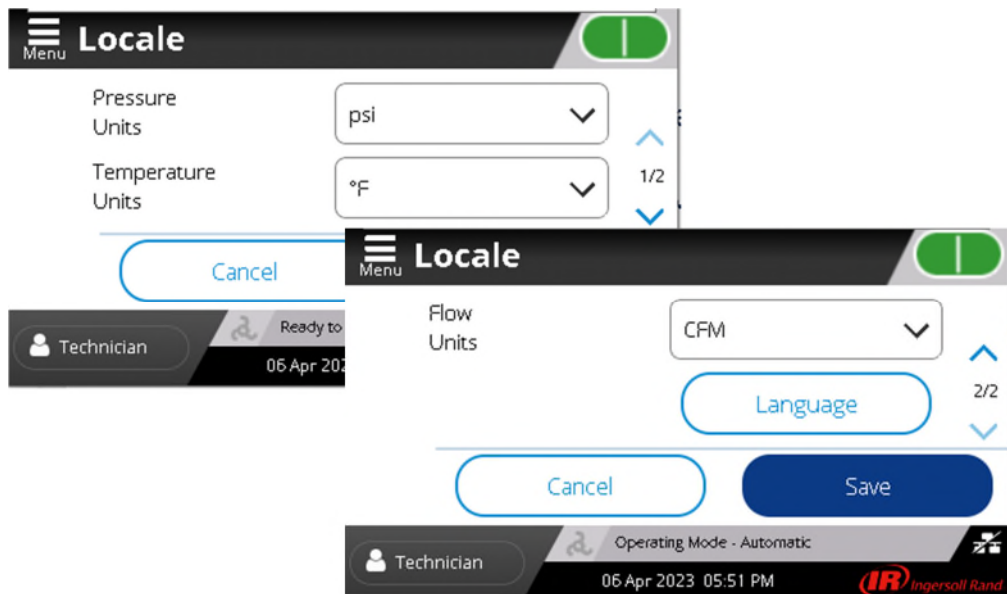 Menu Locale
Pressure
Units
psi
Temperature
Units
°F
1/2
Cancel
Technician
Ready to
06 Apr 202
Menu Locale
Flow
Units
CFM
Language
2/2
Cancel
Save
Technician
Operating Mode - Automatic
06 Apr 2023 05:51 PM
IR Ingersoll Rand